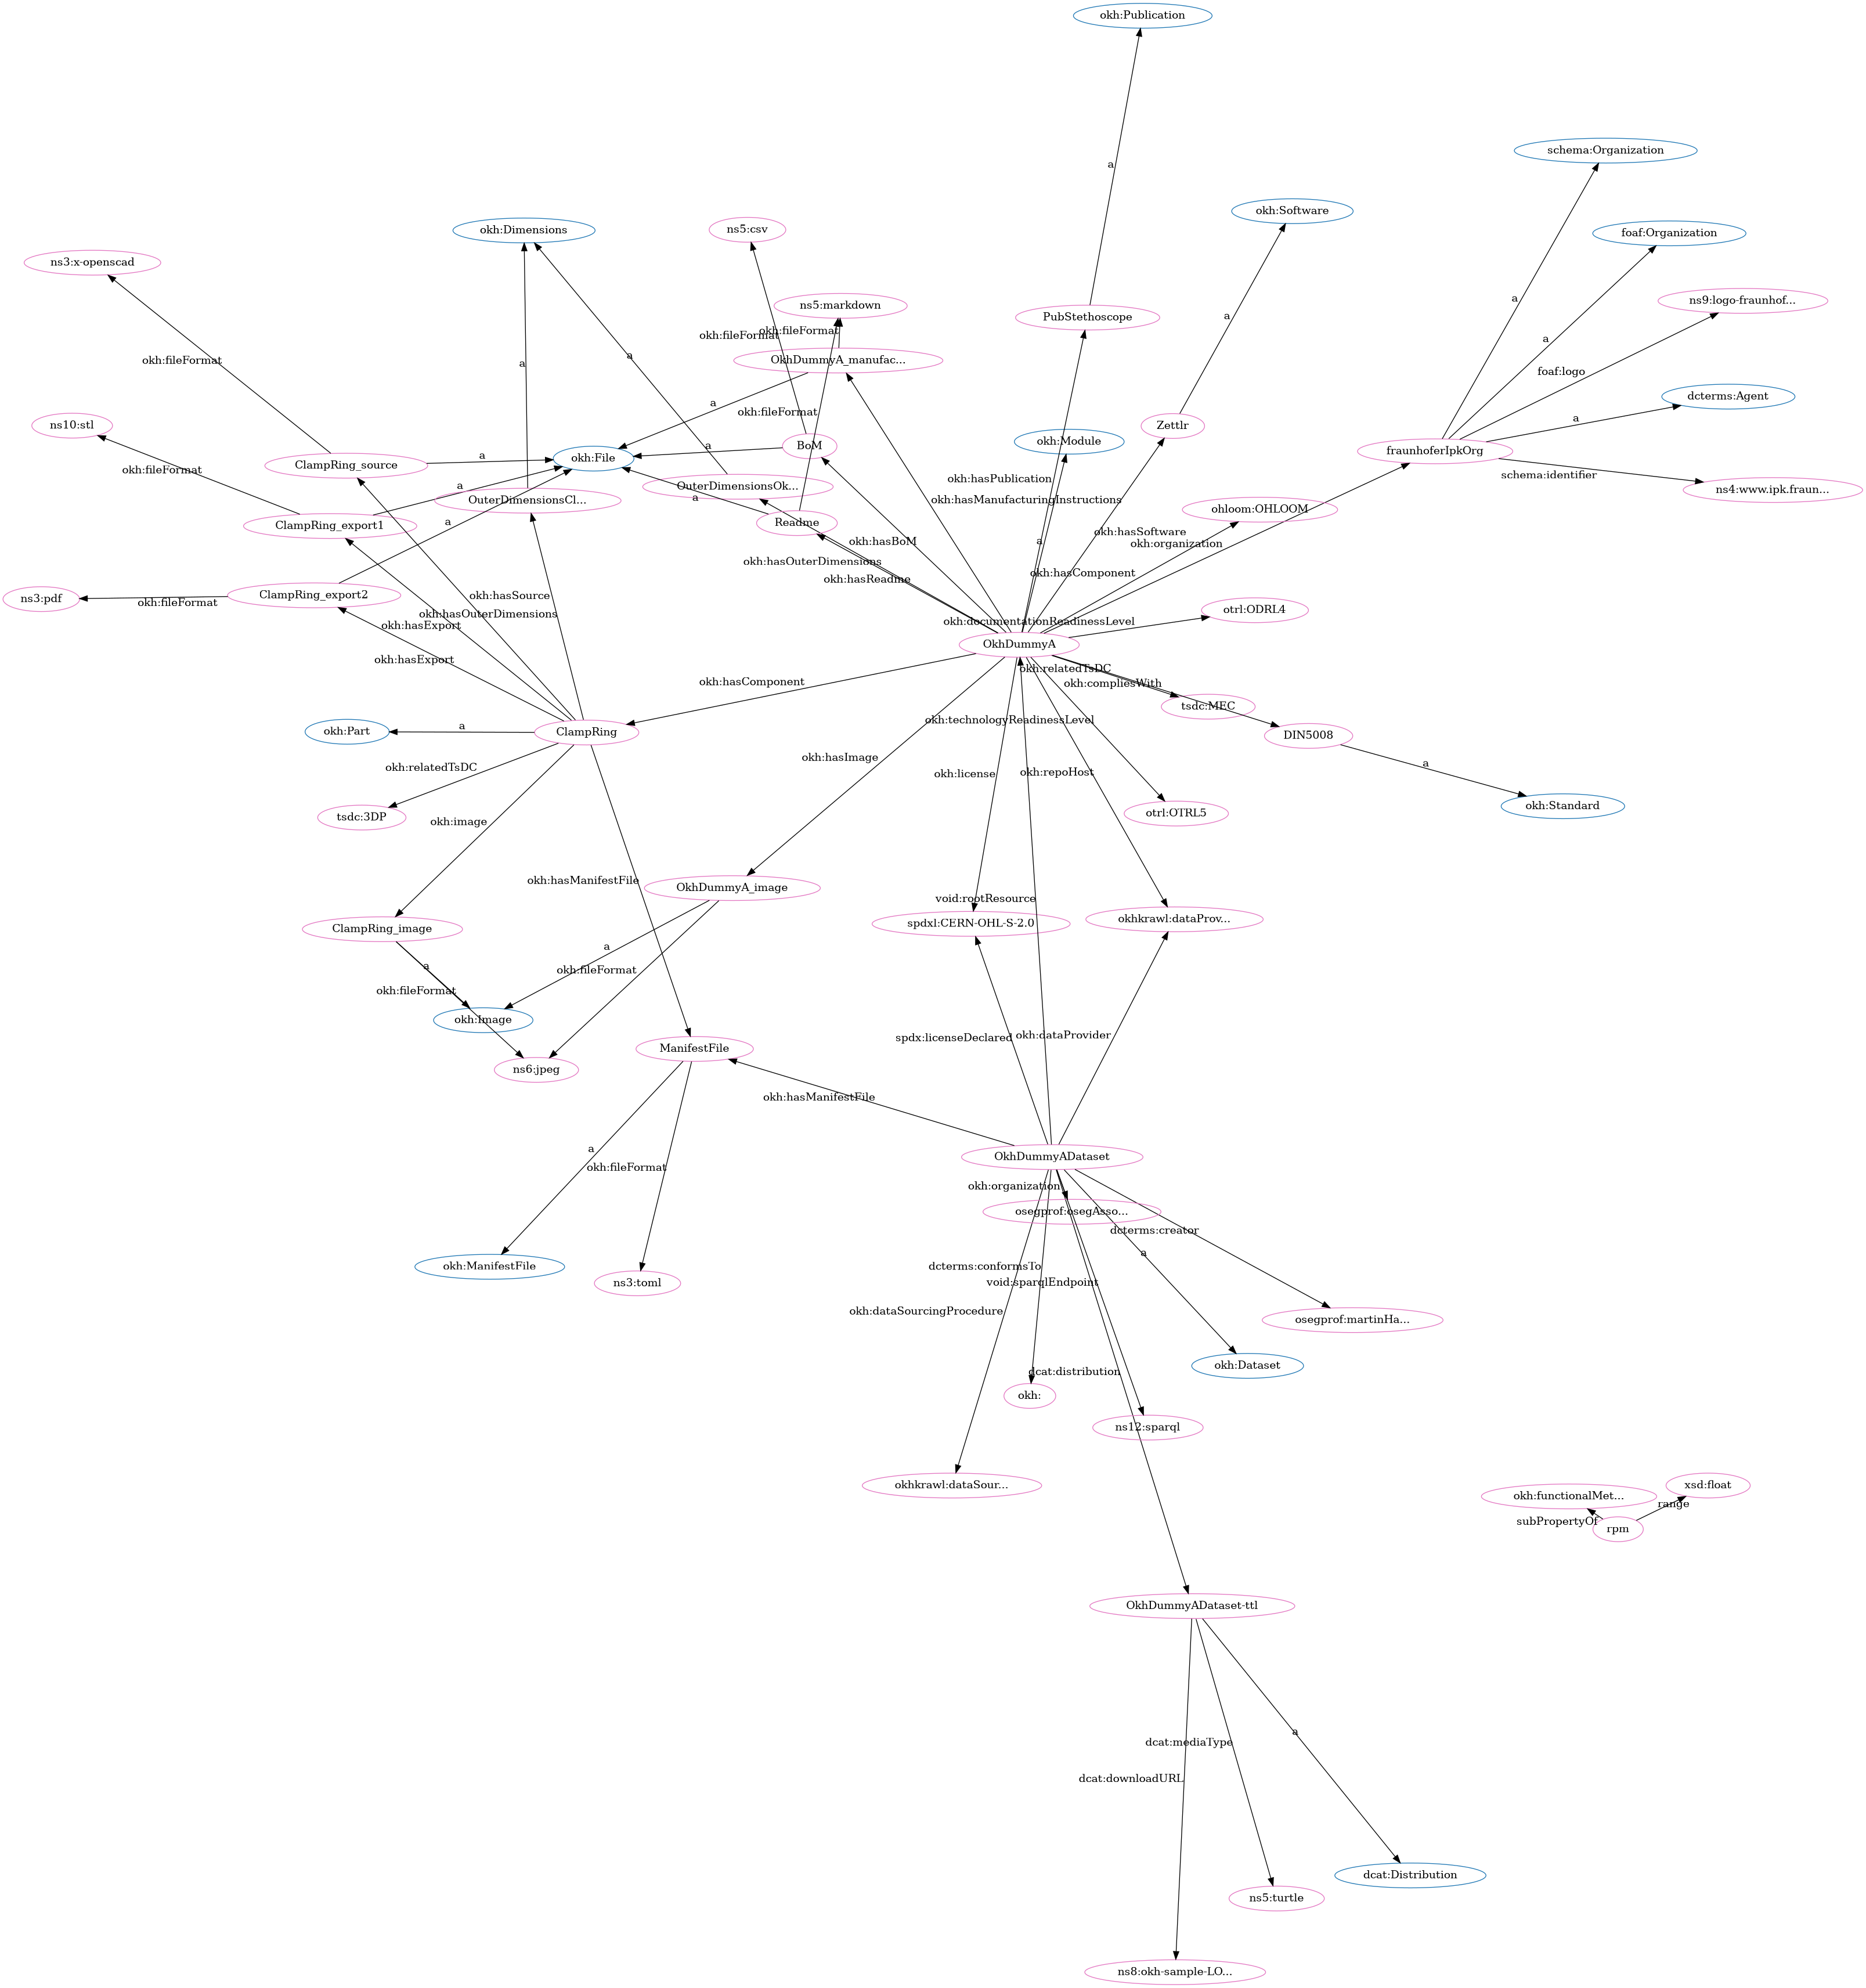 okh:Publication
schema:Organization
a
okh:Software
okh:Dimensions
ns5:csv
foaf:Organization
ns3:x-openscad
ns5:markdown
ns9:logo-fraunhof...
a
PubStethoscope
a
okh:fileFormat
okh:fileFormat
a
okh:fileFormat
a
a
OkhDummyA_manufac...
a
foaf:logo
dcterms:Agent
a
okh:fileFormat
a
ns10:stl
Zettlr
okh:Module
a
BoM
fraunhoferIpkOrg
a
okh:File
ClampRing_source
okh:fileFormat
schema:identifier
okh:hasPublication
a
OuterDimensionsOk...
ns4:www.ipk.fraun...
a
OuterDimensionsCl...
okh:hasManufacturingInstructions
ohloom:OHLOOM
ClampRing_export1
a
Readme
okh:hasSoftware
okh:hasBoM
a
okh:organization
okh:hasOuterDimensions
okh:hasComponent
okh:hasReadme
ns3:pdf
ClampRing_export2
okh:hasSource
okh:fileFormat
otrl:ODRL4
okh:hasOuterDimensions
okh:documentationReadinessLevel
okh:hasExport
OkhDummyA
okh:hasExport
okh:relatedTsDC
okh:hasComponent
okh:compliesWith
tsdc:MEC
okh:technologyReadinessLevel
a
okh:Part
ClampRing
DIN5008
okh:hasImage
a
okh:relatedTsDC
okh:license
okh:repoHost
okh:Standard
tsdc:3DP
okh:image
otrl:OTRL5
okh:hasManifestFile
OkhDummyA_image
void:rootResource
okhkrawl:dataProv...
spdxl:CERN-OHL-S-2.0
ClampRing_image
a
a
okh:fileFormat
okh:fileFormat
okh:Image
okh:dataProvider
spdx:licenseDeclared
ManifestFile
ns6:jpeg
okh:hasManifestFile
a
OkhDummyADataset
okh:fileFormat
okh:organization
osegprof:osegAsso...
dcterms:creator
a
okh:ManifestFile
dcterms:conformsTo
ns3:toml
void:sparqlEndpoint
okh:dataSourcingProcedure
osegprof:martinHa...
okh:Dataset
dcat:distribution
okh:
ns12:sparql
okhkrawl:dataSour...
xsd:float
okh:functionalMet...
range
subPropertyOf
rpm
OkhDummyADataset-ttl
a
dcat:mediaType
dcat:downloadURL
dcat:Distribution
ns5:turtle
ns8:okh-sample-LO...